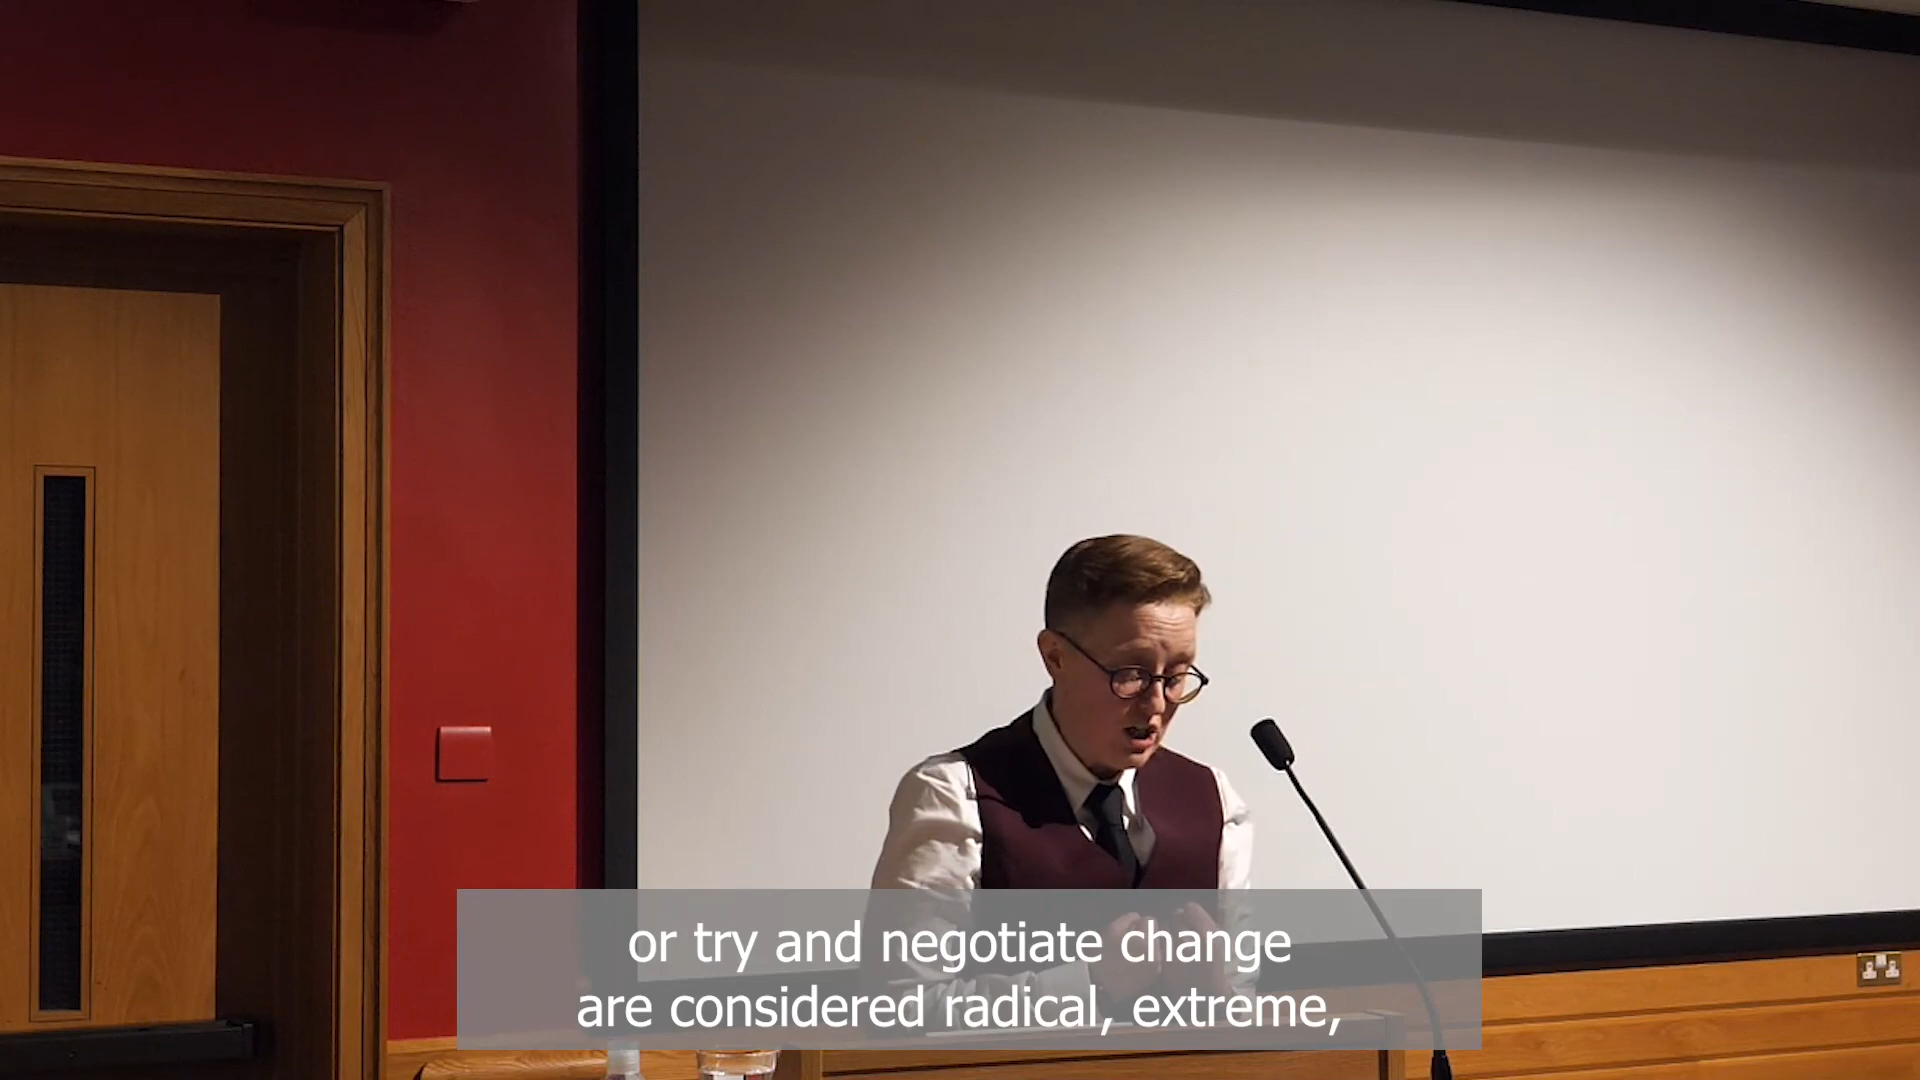 or try and negotiate change
are considered radical, extreme,